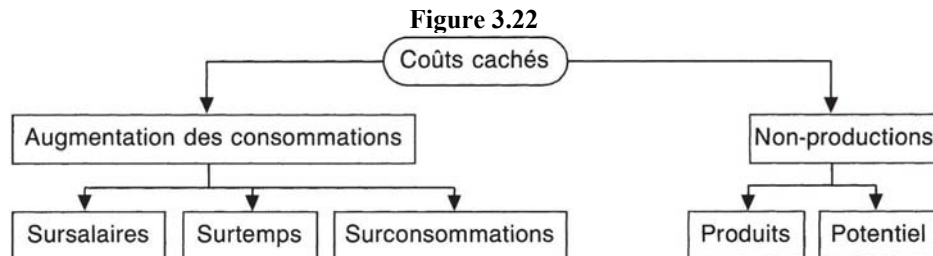 Figure 3.22
Coûts cachés
Augmentation des consommations
Non-productions
Sursalaires
Surtemps
Surconsommations
Produits
Potentiel